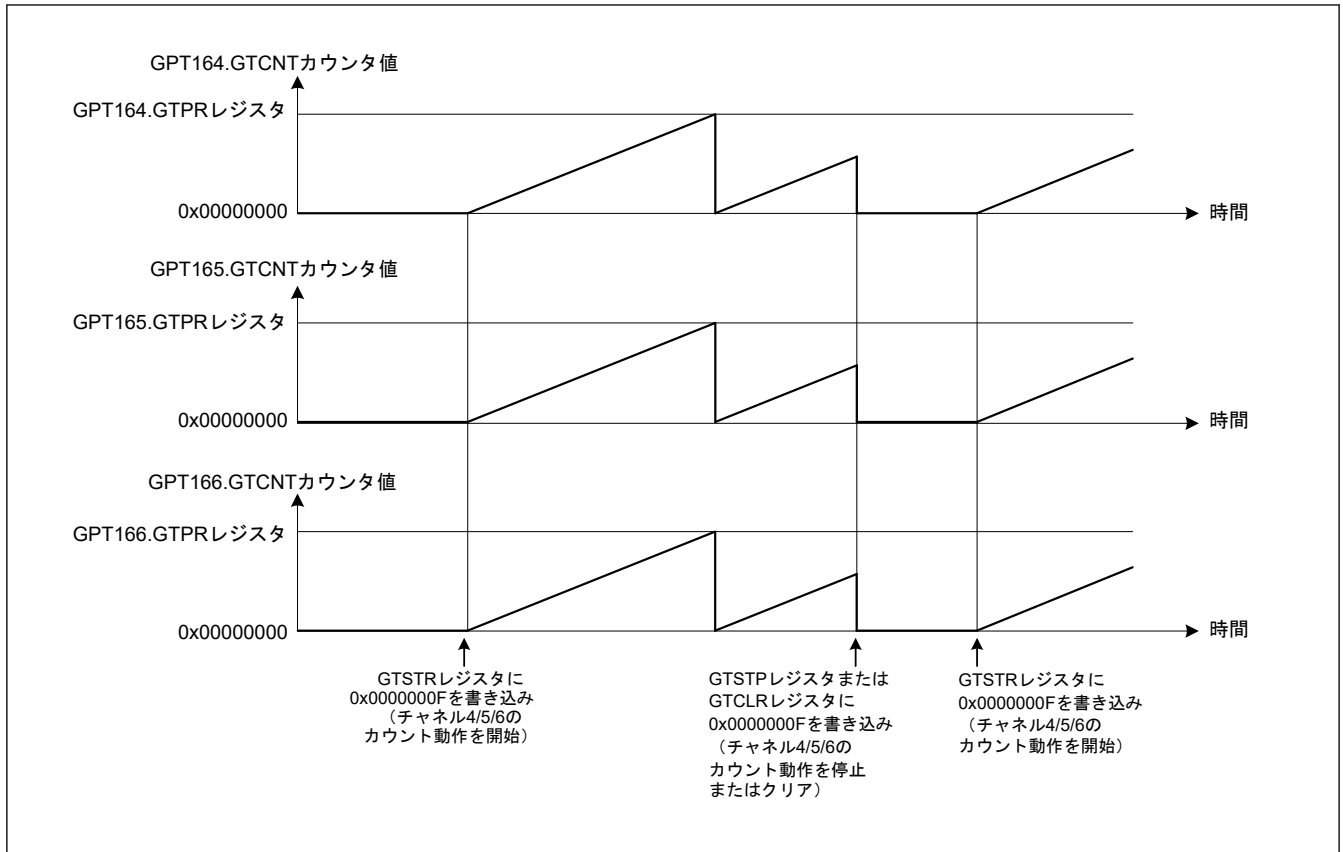 GPT164.GTCNTカウンタ値
GPT164.GTPRレジスタ
0x00000000
時間
GPT165.GTCNTカウンタ値
GPT165.GTPRレジスタ
0x00000000
時間
GPT166.GTCNTカウンタ値
GPT166.GTPRレジスタ
0x00000000
時間
GTSTRレジスタに
0x0000000Fを書き込み
（チャネル4/5/6の
カウント動作を開始）
GTSTPレジスタまたは
GTCLRレジスタに
0x0000000Fを書き込み
（チャネル4/5/6の
カウント動作を停止
またはクリア）
GTSTRレジスタに
0x0000000Fを書き込み
（チャネル4/5/6の
カウント動作を開始）